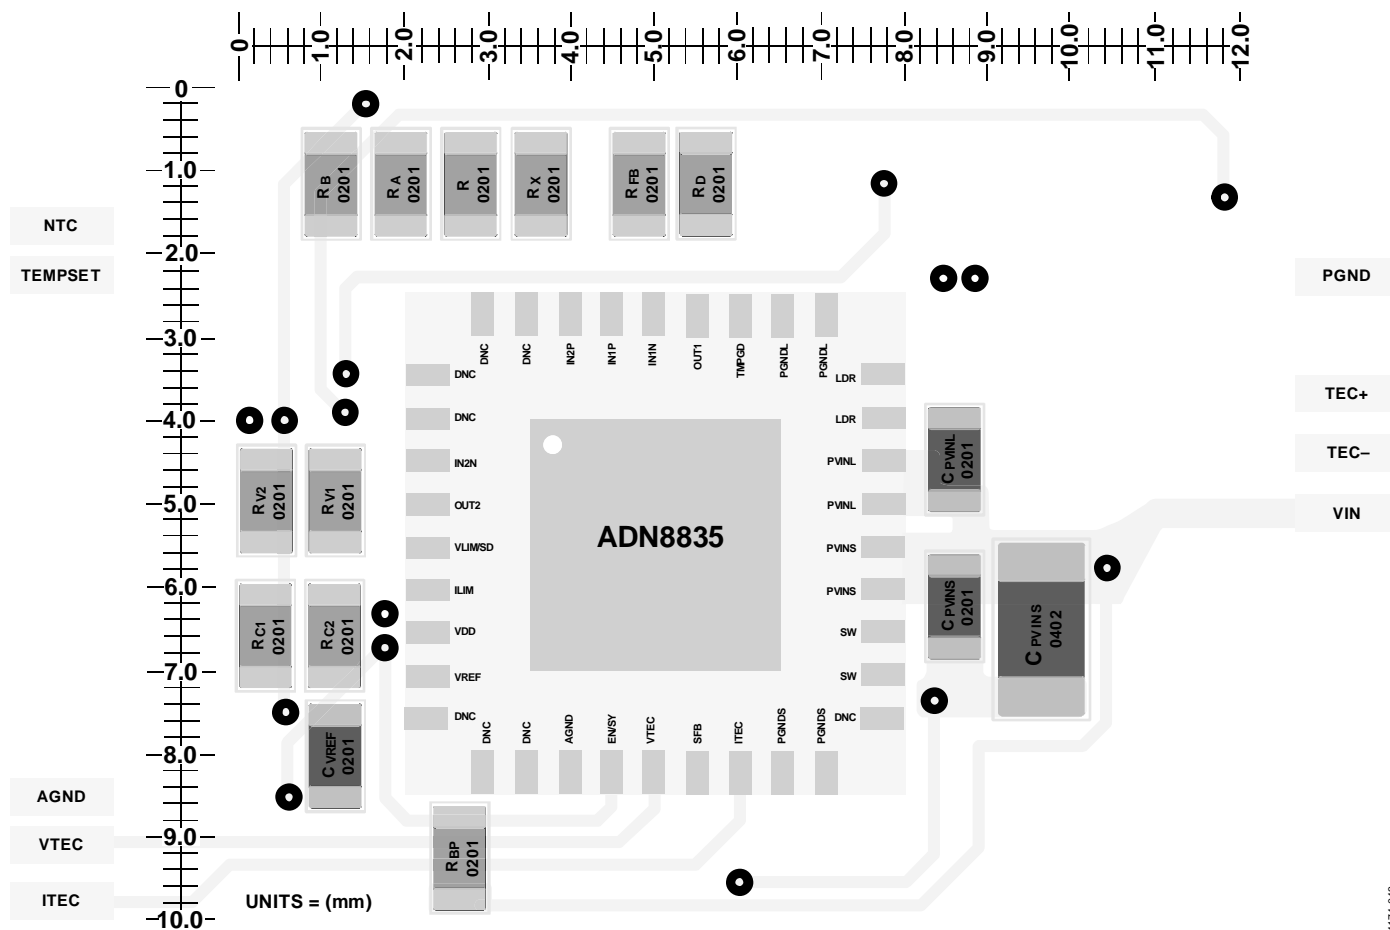 0 1.0 2.0 3.0 4.0 5.0 6.0 7.0 8.0 9.0 10.0 11.0 12.0
0
1.0
2.0
3.0
4.0
5.0
6.0
7.0
8.0
9.0
10.0
RB 0201
RA 0201
R 0201
RX 0201
RFB 0201
RD 0201
NTC
TEMPSET
PGND
TEC+
TEC–
VIN
DNC DNC IN2P IN1P IN1N OUT1 TMPGD PGNDL PGNDL
DNC
DNC
IN2N
OUT2
VLIM/SD
ILIM
VDD
VREF
DNC
LDR
LDR
PVINL
PVINL
PVINS
PVINS
SW
SW
DNC
ADN8835
DNC DNC AGND EN/SY VTEC SFB ITEC PGNDS PGNDS
RV2 0201
RV1 0201
RC1 0201
RC2 0201
CVREF 0201
CPVINL 0201
CPVINS 0201
CPVINS 0402
RBP 0201
AGND
VTEC
ITEC
UNITS = (mm)